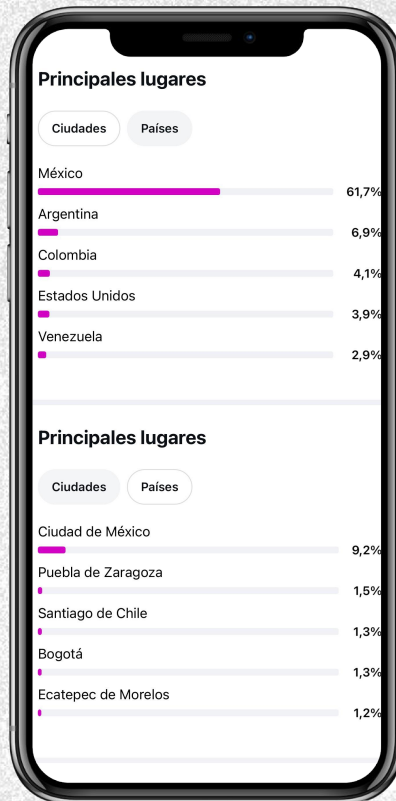 Principales lugares
Ciudades Países
México
61,7%
Argentina
6,9%
Colombia
4,1%
Estados Unidos
3,9%
Venezuela
2,9%
Principales lugares
Ciudades Países
Ciudad de México
9,2%
Puebla de Zaragoza
1,5%
Santiago de Chile
1,3%
Bogotá
1,3%
Ecatepec de Morelos
1,2%